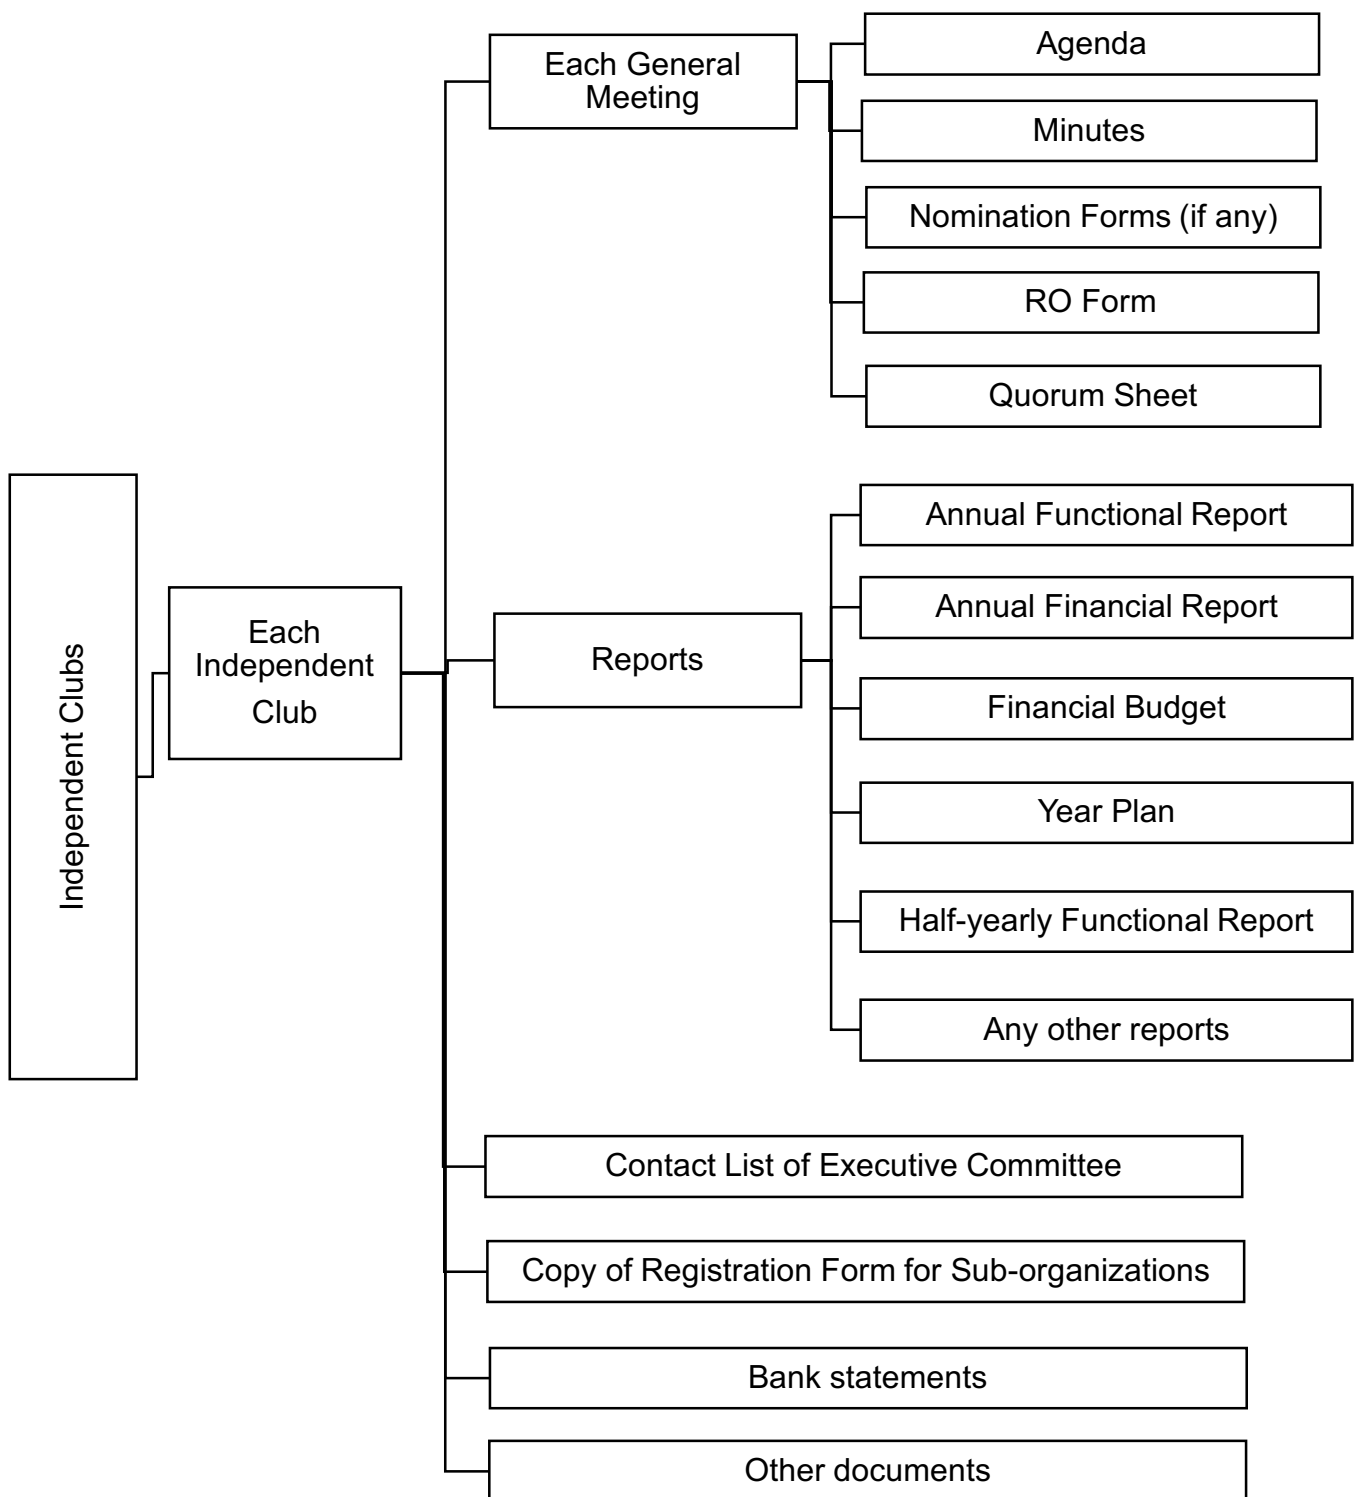 Each General
Meeting
Agenda
Minutes
Nomination Forms (if any)
RO Form
Quorum Sheet
Independent Clubs
Each
Independent
Club
Reports
Annual Functional Report
Annual Financial Report
Financial Budget
Year Plan
Half-yearly Functional Report
Any other reports
Contact List of Executive Committee
Copy of Registration Form for Sub-organizations
Bank statements
Other documents